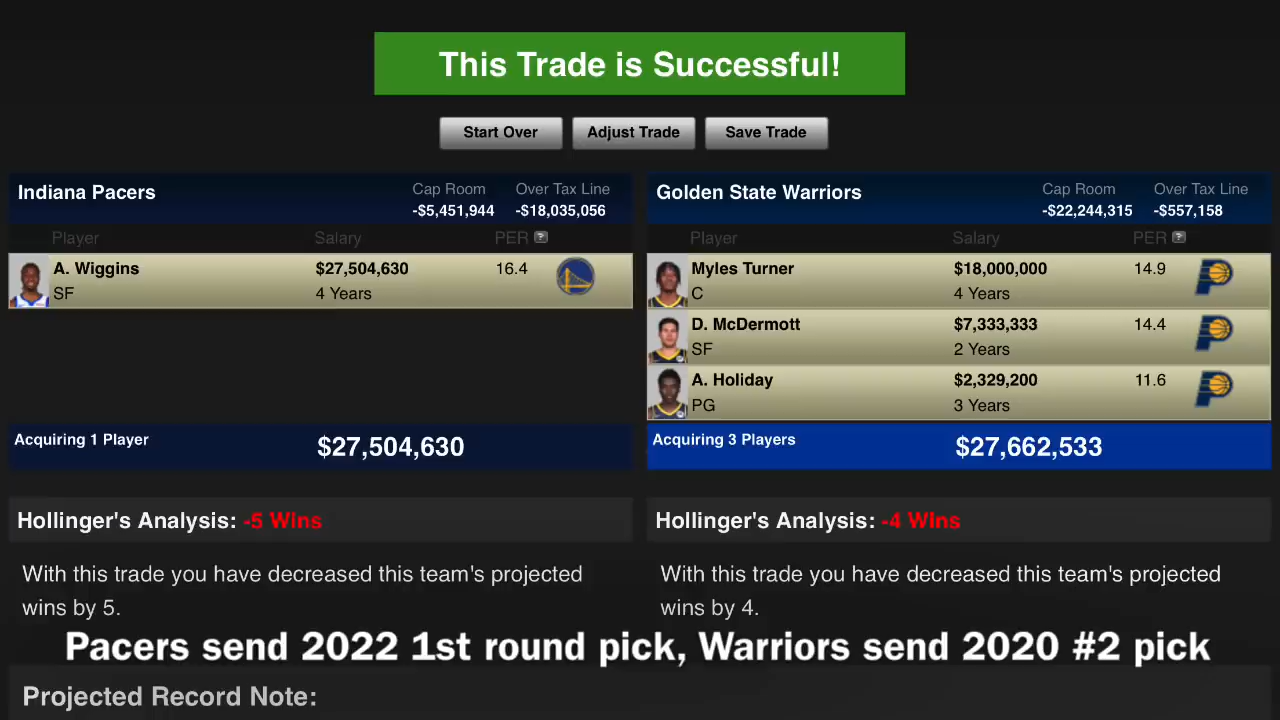 This Trade is Successful!
Start Over
Adjust Trade
Save Trade
Indiana Pacers
Cap Room
Over Tax Line
-$5,451,944
-$18,035,056
Player
Salary
PER
?
A. Wiggins
$27,504,630
16.4
SF
4 Years
Acquiring 1 Player
$27,504,630
Hollinger's Analysis: -5 Wins
With this trade you have decreased this team's projected
wins by 5.
Golden State Warriors
Cap Room
Over Tax Line
-$22,244,315
-$557,158
Player
Salary
PER
?
Myles Turner
$18,000,000
14.9
C
4 Years
D. McDermott
$7,333,333
14.4
SF
2 Years
A. Holiday
$2,329,200
11.6
PG
3 Years
Acquiring 3 Players
$27,662,533
Hollinger's Analysis: -4 Wins
With this trade you have decreased this team's projected
wins by 4.
Pacers send 2022 1st round pick, Warriors send 2020 #2 pick
Projected Record Note: